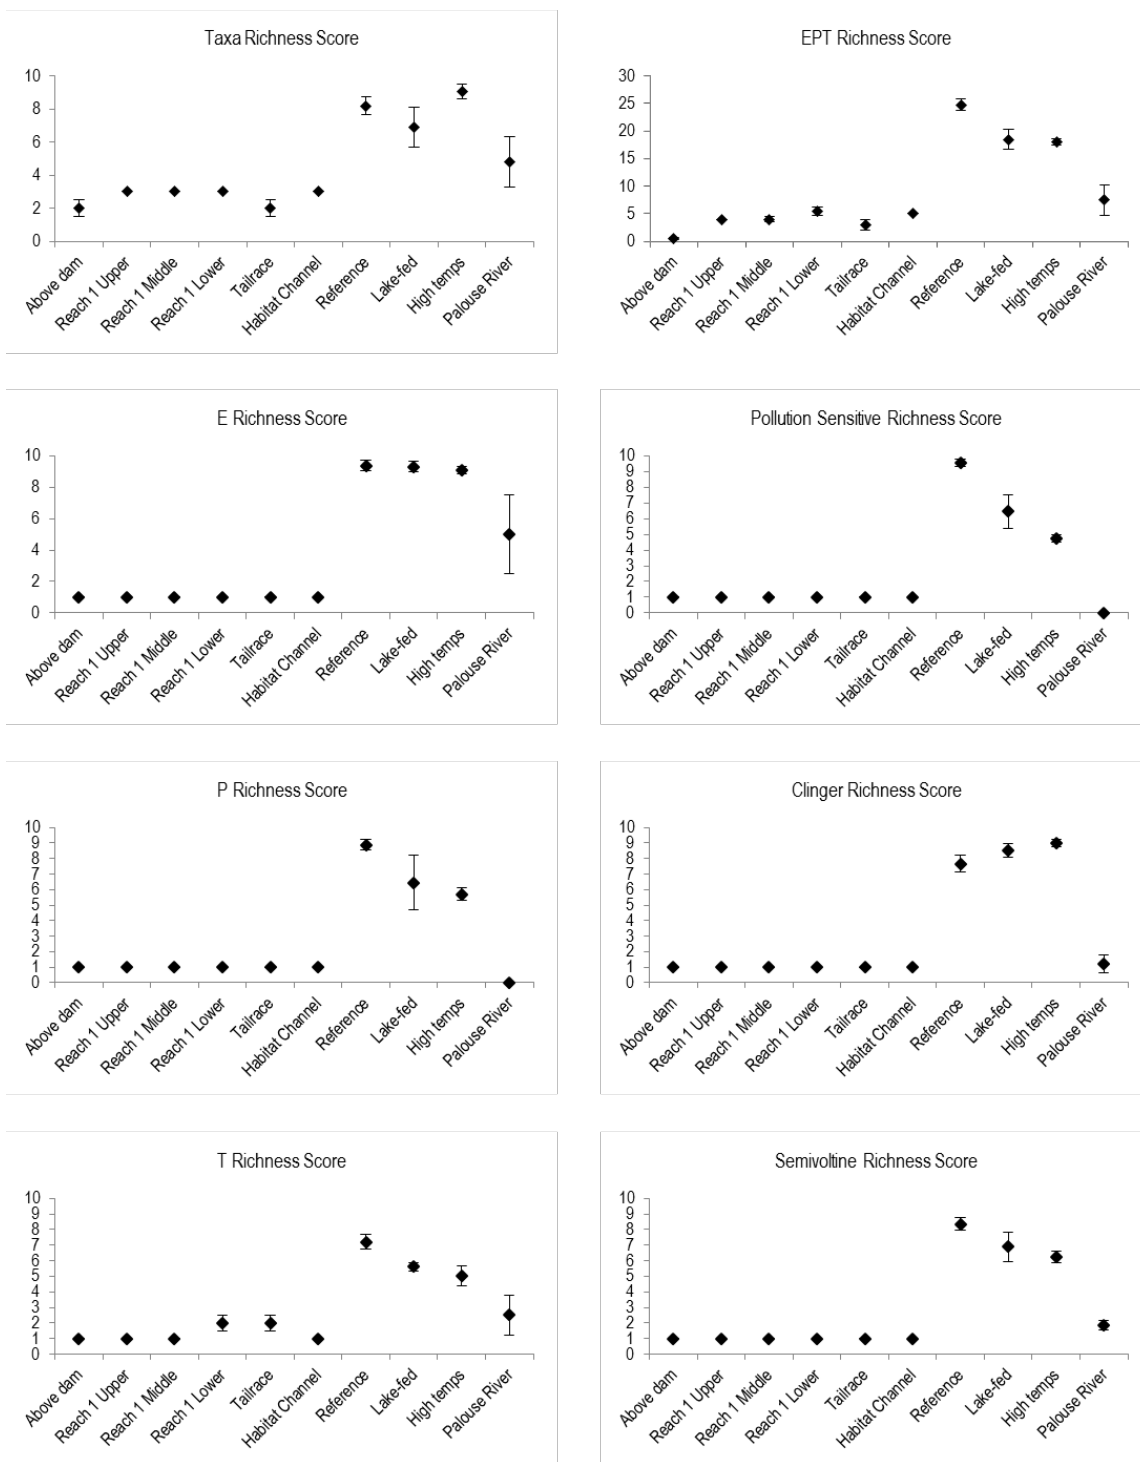 Taxa Richness Score
10
8
6
4
2
0
Above dam
Reach 1 Upper
Reach 1 Middle
Reach 1 Lower
Tailrace
Habitat Channel
Reference
Lake-fed
High temps
Palouse River
EPT Richness Score
30
25
20
15
10
5
0
Above dam
Reach 1 Upper
Reach 1 Middle
Reach 1 Lower
Tailrace
Habitat Channel
Reference
Lake-fed
High temps
Palouse River
E Richness Score
10
8
6
4
2
0
Above dam
Reach 1 Upper
Reach 1 Middle
Reach 1 Lower
Tailrace
Habitat Channel
Reference
Lake-fed
High temps
Palouse River
Pollution Sensitive Richness Score
10
9
8
7
6
5
4
3
2
1
0
Above dam
Reach 1 Upper
Reach 1 Middle
Reach 1 Lower
Tailrace
Habitat Channel
Reference
Lake-fed
High temps
Palouse River
P Richness Score
10
9
8
7
6
5
4
3
2
1
0
Above dam
Reach 1 Upper
Reach 1 Middle
Reach 1 Lower
Tailrace
Habitat Channel
Reference
Lake-fed
High temps
Palouse River
Clinger Richness Score
10
9
8
7
6
5
4
3
2
1
0
Above dam
Reach 1 Upper
Reach 1 Middle
Reach 1 Lower
Tailrace
Habitat Channel
Reference
Lake-fed
High temps
Palouse River
T Richness Score
10
9
8
7
6
5
4
3
2
1
0
Above dam
Reach 1 Upper
Reach 1 Middle
Reach 1 Lower
Tailrace
Habitat Channel
Reference
Lake-fed
High temps
Palouse River
Semivoltine Richness Score
10
9
8
7
6
5
4
3
2
1
0
Above dam
Reach 1 Upper
Reach 1 Middle
Reach 1 Lower
Tailrace
Habitat Channel
Reference
Lake-fed
High temps
Palouse River